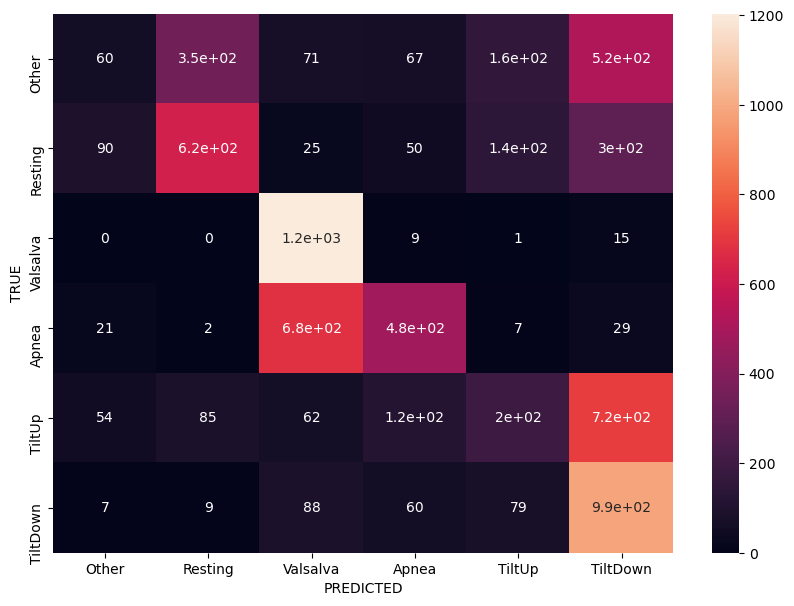 Other 60 3.5e+02 71 67 1.6e+02 5.2e+02
Resting 90 6.2e+02 25 50 1.4e+02 3e+02
Valsalva 0 0 1.2e+03 9 1 15
Apnea 21 2 6.8e+02 4.8e+02 7 29
TiltUp 54 85 62 1.2e+02 2e+02 7.2e+02
TiltDown 7 9 88 60 79 9.9e+02
Other Resting Valsalva Apnea TiltUp TiltDown
PREDICTED
TRUE
1200
1000
800
600
400
200
0